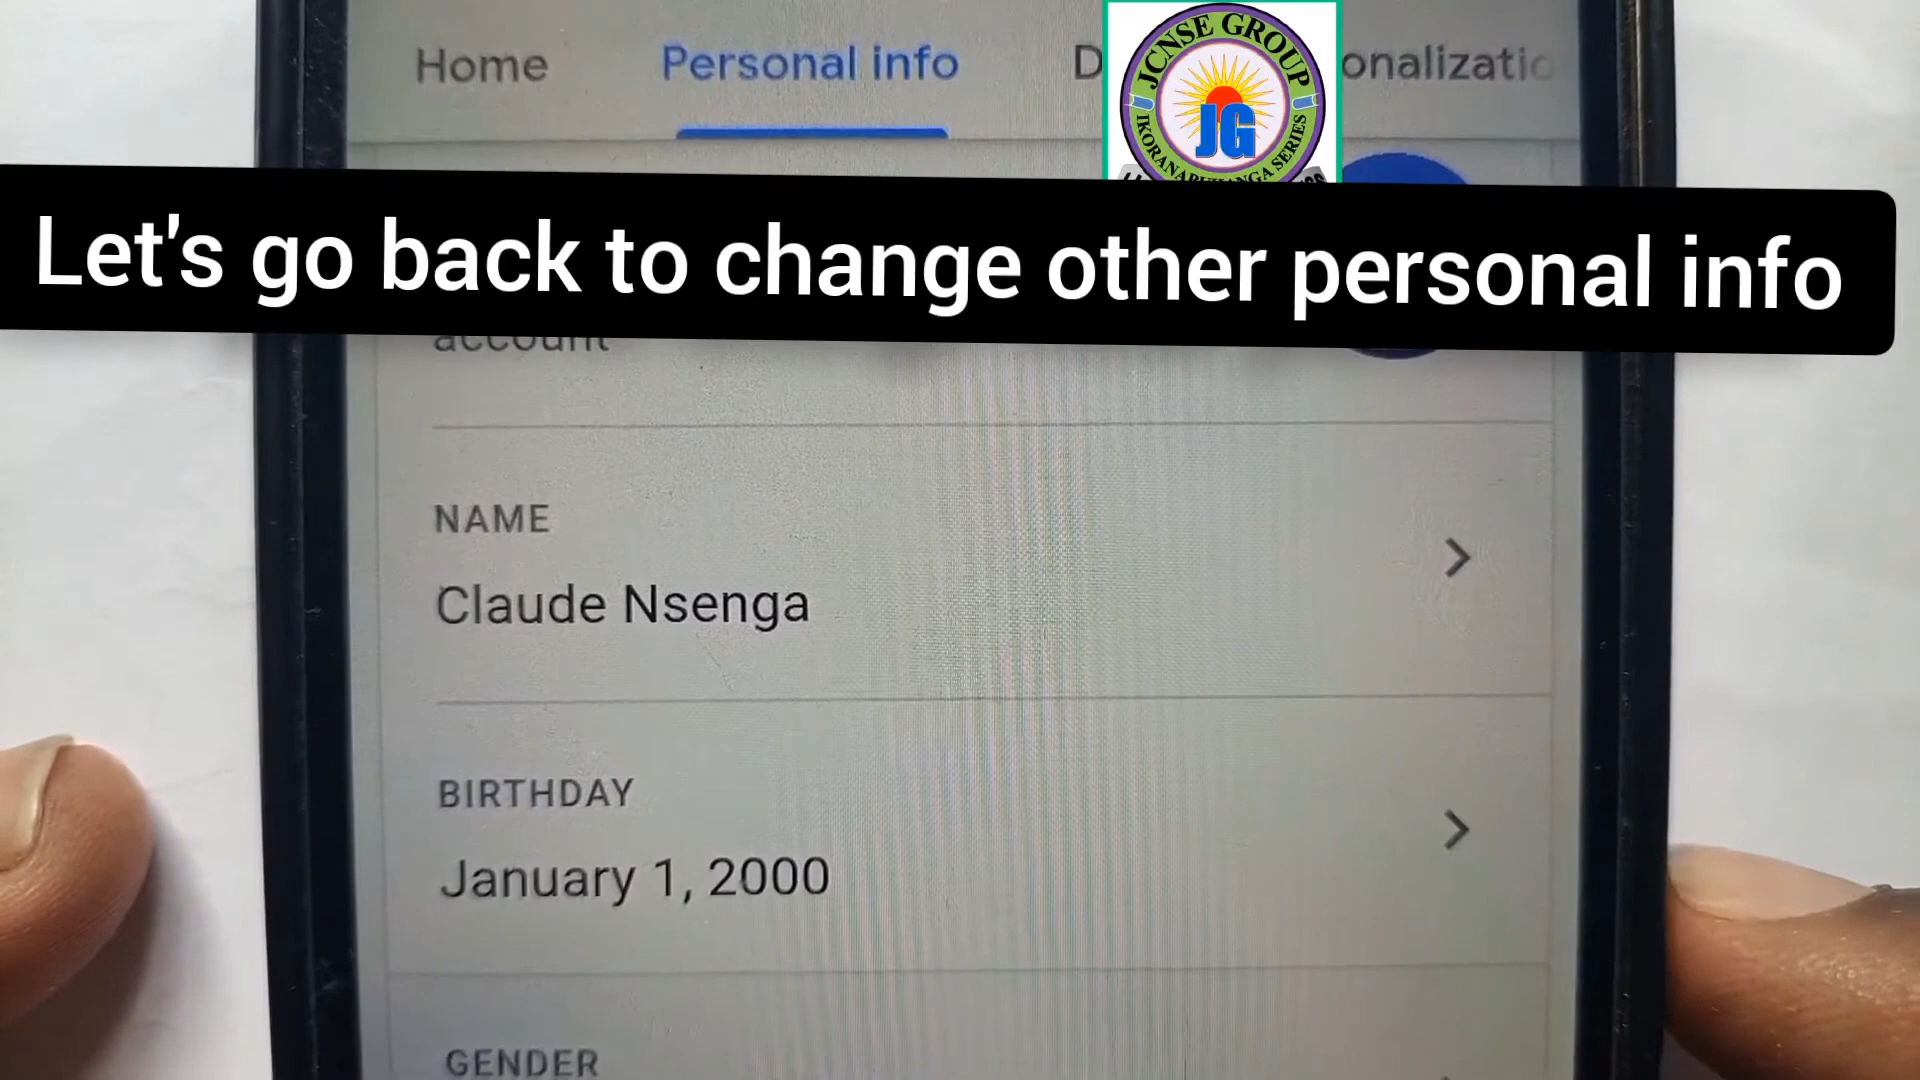 Home
Personal info
D
onalizatio
JCNSE GROUP
JG
IKORANABUHANGA SERIES
Let's go back to change other personal info
account
NAME
Claude Nsenga
BIRTHDAY
January 1, 2000
GENDER